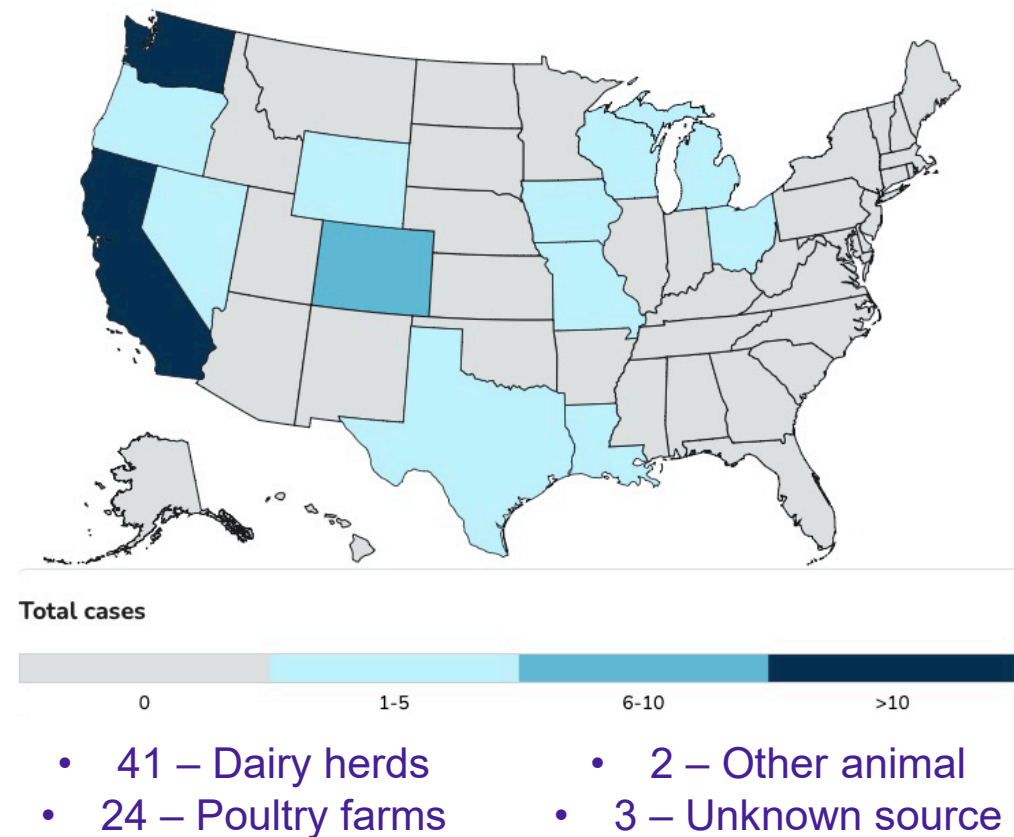 Total cases
0 1-5 6-10 >10
• 41 – Dairy herds
• 24 – Poultry farms
• 2 – Other animal
• 3 – Unknown source